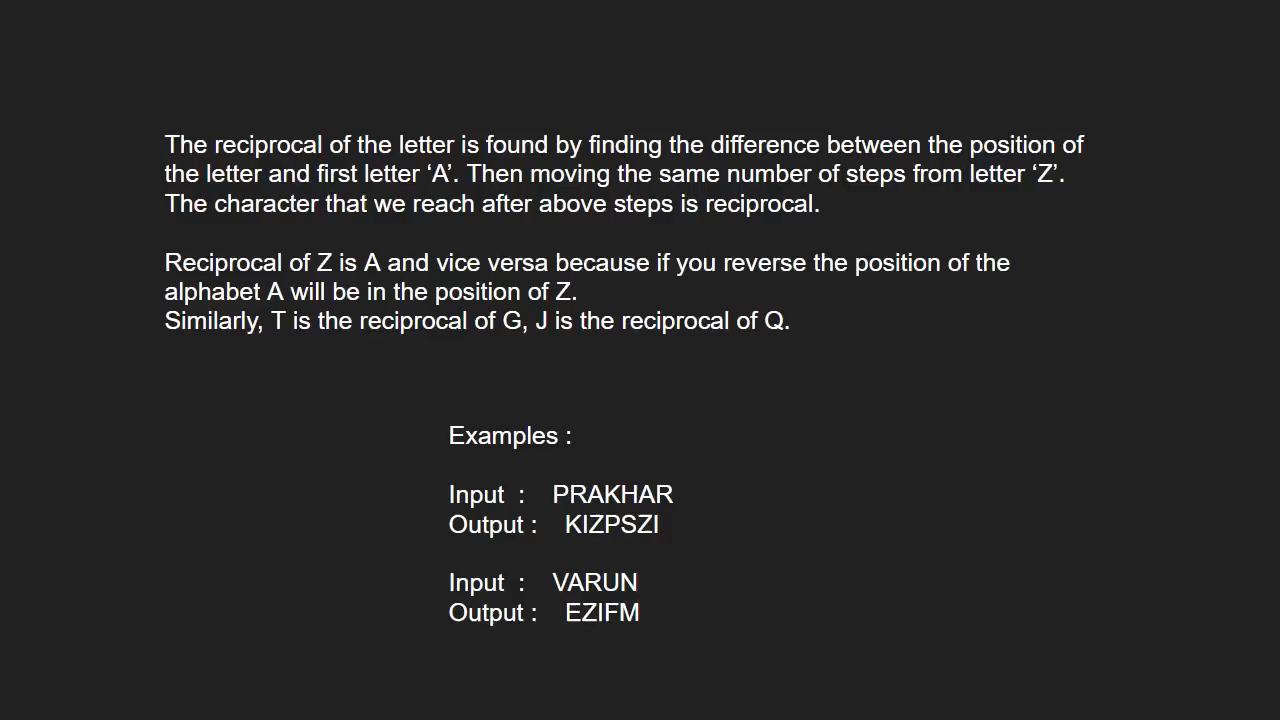 The reciprocal of the letter is found by finding the difference between the position of
the letter and first letter ‘A’. Then moving the same number of steps from letter ‘Z’.
The character that we reach after above steps is reciprocal.
Reciprocal of Z is A and vice versa because if you reverse the position of the
alphabet A will be in the position of Z.
Similarly, T is the reciprocal of G, J is the reciprocal of Q.
Examples :
Input : PRAKHAR
Output : KIZPSZI
Input : VARUN
Output : EZIFM